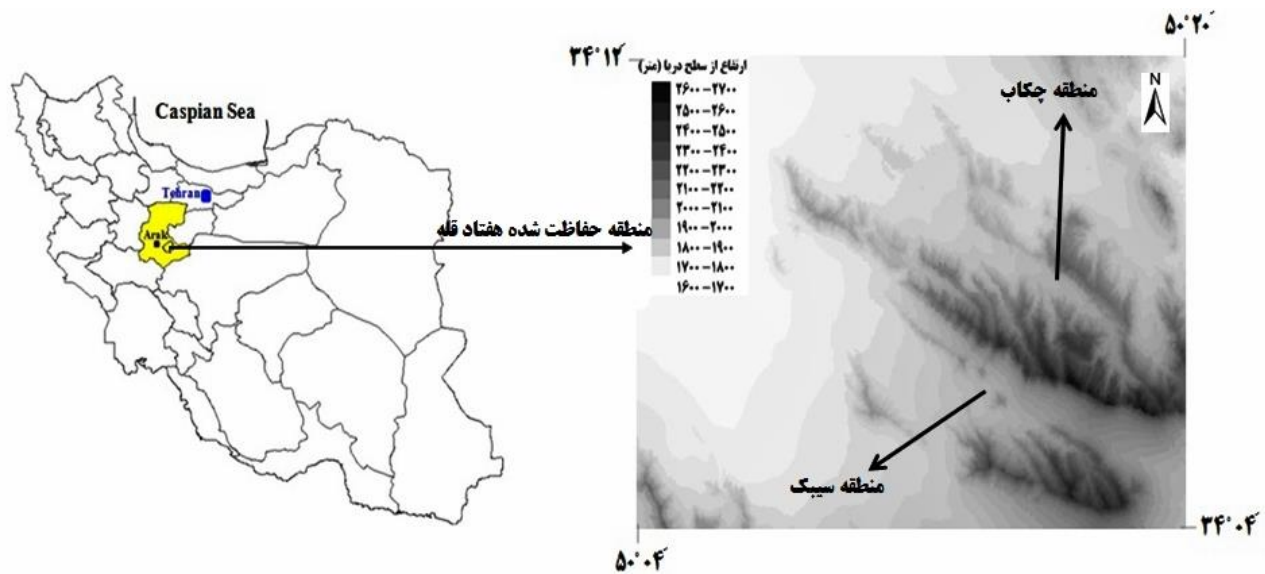 Caspian Sea
Tehran
Arak
منطقه حفاظت شده هفتاد قله
۵۰°۲۰′
۳۴°۱۲′
ارتفاع از سطح دریا (متر)
۲۶۰۰-۲۷۰۰
۲۵۰۰-۲۶۰۰
۲۴۰۰-۲۵۰۰
۲۳۰۰-۲۴۰۰
۲۲۰۰-۲۳۰۰
۲۱۰۰-۲۲۰۰
۲۰۰۰-۲۱۰۰
۱۹۰۰-۲۰۰۰
۱۸۰۰-۱۹۰۰
۱۷۰۰-۱۸۰۰
۱۶۰۰-۱۷۰۰
منطقه چکاب
N
منطقه سیبک
۳۴°۰۴′
۵۰°۰۴′